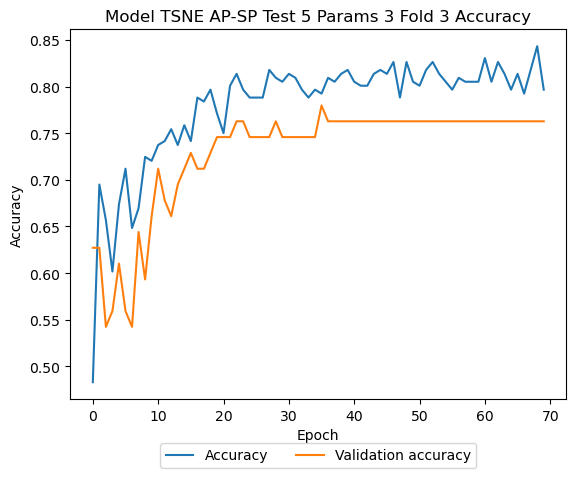 Model TSNE AP-SP Test 5 Params 3 Fold 3 Accuracy
0.85
0.80
0.75
0.70
0.65
0.60
0.55
0.50
Accuracy
0 10 20 30 40 50 60 70
Epoch
Accuracy Validation accuracy